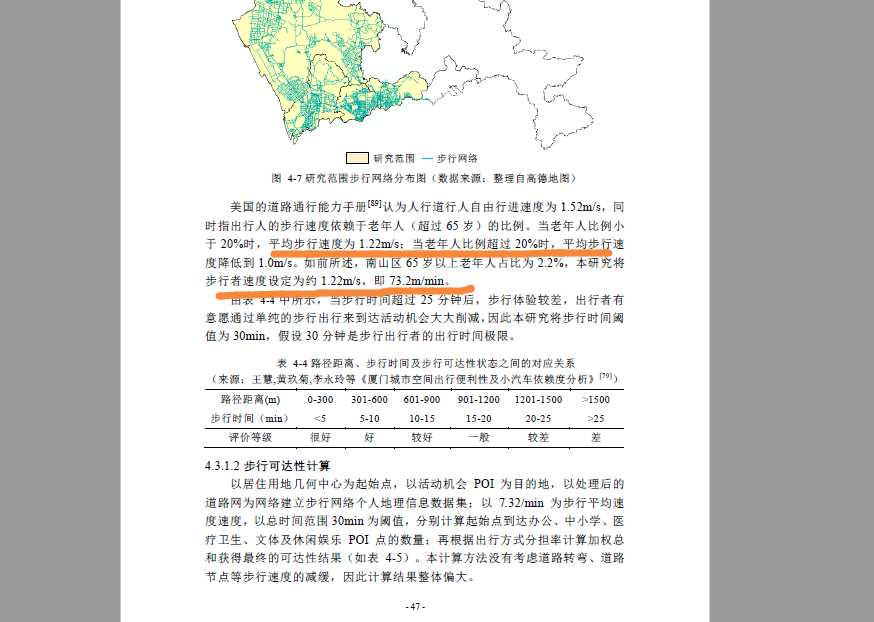 研究范围 步行网络
图 4-7 研究范围步行网络分布图（数据来源：整理自高德地图）
美国的道路通行能力手册[89]认为人行道行人自由行进速度为 1.52m/s，同
时指出行人的步行速度依赖于老年人（超过 65 岁）的比例。当老年人比例小
于 20%时，平均步行速度为 1.22m/s；当老年人比例超过 20%时，平均步行速
度降低到 1.0m/s。如前所述，南山区 65 岁以上老年人占比为 2.2%，本研究将
步行者速度设定为约 1.22m/s，即 73.2m/min。
由表 4-4 中所示，当步行时间超过 25 分钟后，步行体验较差，出行者有
意愿通过单纯的步行出行来到达活动机会大大削减，因此本研究将步行时间阈
值为 30min，假设 30 分钟是步行出行者的出行时间极限。
表 4-4 路径距离、步行时间及步行可达性状态之间的对应关系
（来源：王慧,黄玖菊,李永玲等《厦门城市空间出行便利性及小汽车依赖度分析》[79]）
路径距离(m) 0-300 301-600 601-900 901-1200 1201-1500 >1500
步行时间（min） <5 5-10 10-15 15-20 20-25 >25
评价等级 很好 好 较好 一般 较差 差
4.3.1.2 步行可达性计算
以居住用地几何中心为起始点，以活动机会 POI 为目的地，以处理后的
道路网为网络建立步行网络个人地理信息数据集；以 7.32/min 为步行平均速
度速度，以总时间范围 30min 为阈值，分别计算起始点到达办公、中小学、医
疗卫生、文体及休闲娱乐 POI 点的数量；再根据出行方式分担率计算加权总
和获得最终的可达性结果（如表 4-5）。本计算方法没有考虑道路转弯、道路
节点等步行速度的减缓，因此计算结果整体偏大。
- 47 -